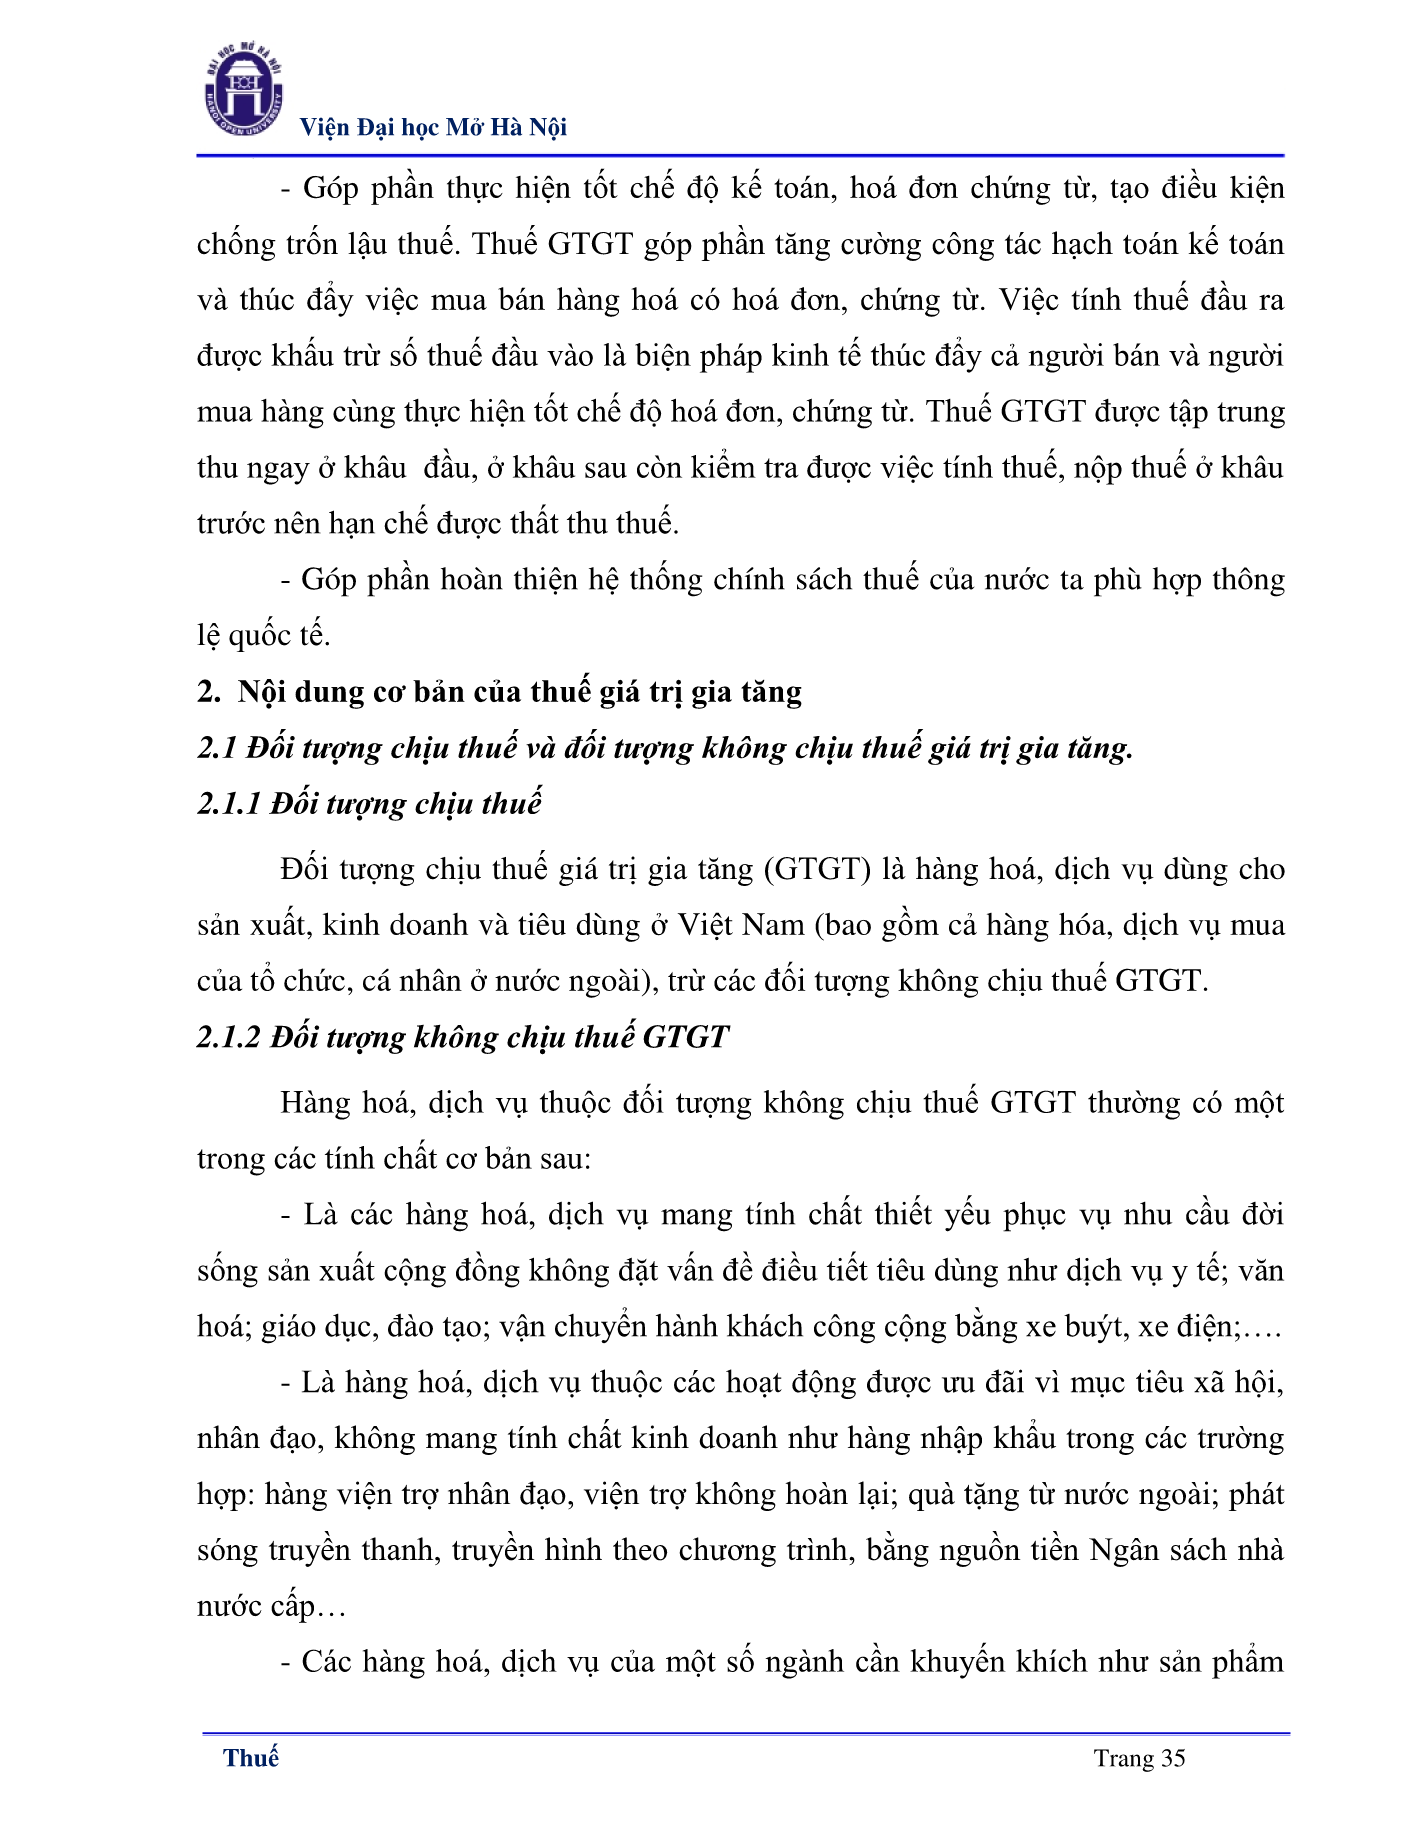 ĐẠI HỌC MỞ HÀ NỘI
HANOI OPEN UNIVERSITY
Viện Đại học Mở Hà Nội
- Góp phần thực hiện tốt chế độ kế toán, hoá đơn chứng từ, tạo điều kiện
chống trốn lậu thuế. Thuế GTGT góp phần tăng cường công tác hạch toán kế toán
và thúc đẩy việc mua bán hàng hoá có hoá đơn, chứng từ. Việc tính thuế đầu ra
được khấu trừ số thuế đầu vào là biện pháp kinh tế thúc đẩy cả người bán và người
mua hàng cùng thực hiện tốt chế độ hoá đơn, chứng từ. Thuế GTGT được tập trung
thu ngay ở khâu  đầu, ở khâu sau còn kiểm tra được việc tính thuế, nộp thuế ở khâu
trước nên hạn chế được thất thu thuế.
- Góp phần hoàn thiện hệ thống chính sách thuế của nước ta phù hợp thông
lệ quốc tế.
2.  Nội dung cơ bản của thuế giá trị gia tăng
2.1 Đối tượng chịu thuế và đối tượng không chịu thuế giá trị gia tăng.
2.1.1 Đối tượng chịu thuế
Đối tượng chịu thuế giá trị gia tăng (GTGT) là hàng hoá, dịch vụ dùng cho
sản xuất, kinh doanh và tiêu dùng ở Việt Nam (bao gồm cả hàng hóa, dịch vụ mua
của tổ chức, cá nhân ở nước ngoài), trừ các đối tượng không chịu thuế GTGT.
2.1.2 Đối tượng không chịu thuế GTGT
Hàng hoá, dịch vụ thuộc đối tượng không chịu thuế GTGT thường có một
trong các tính chất cơ bản sau:
- Là các hàng hoá, dịch vụ mang tính chất thiết yếu phục vụ nhu cầu đời
sống sản xuất cộng đồng không đặt vấn đề điều tiết tiêu dùng như dịch vụ y tế; văn
hoá; giáo dục, đào tạo; vận chuyển hành khách công cộng bằng xe buýt, xe điện;….
- Là hàng hoá, dịch vụ thuộc các hoạt động được ưu đãi vì mục tiêu xã hội,
nhân đạo, không mang tính chất kinh doanh như hàng nhập khẩu trong các trường
hợp: hàng viện trợ nhân đạo, viện trợ không hoàn lại; quà tặng từ nước ngoài; phát
sóng truyền thanh, truyền hình theo chương trình, bằng nguồn tiền Ngân sách nhà
nước cấp…
- Các hàng hoá, dịch vụ của một số ngành cần khuyến khích như sản phẩm
Thuế
Trang 35